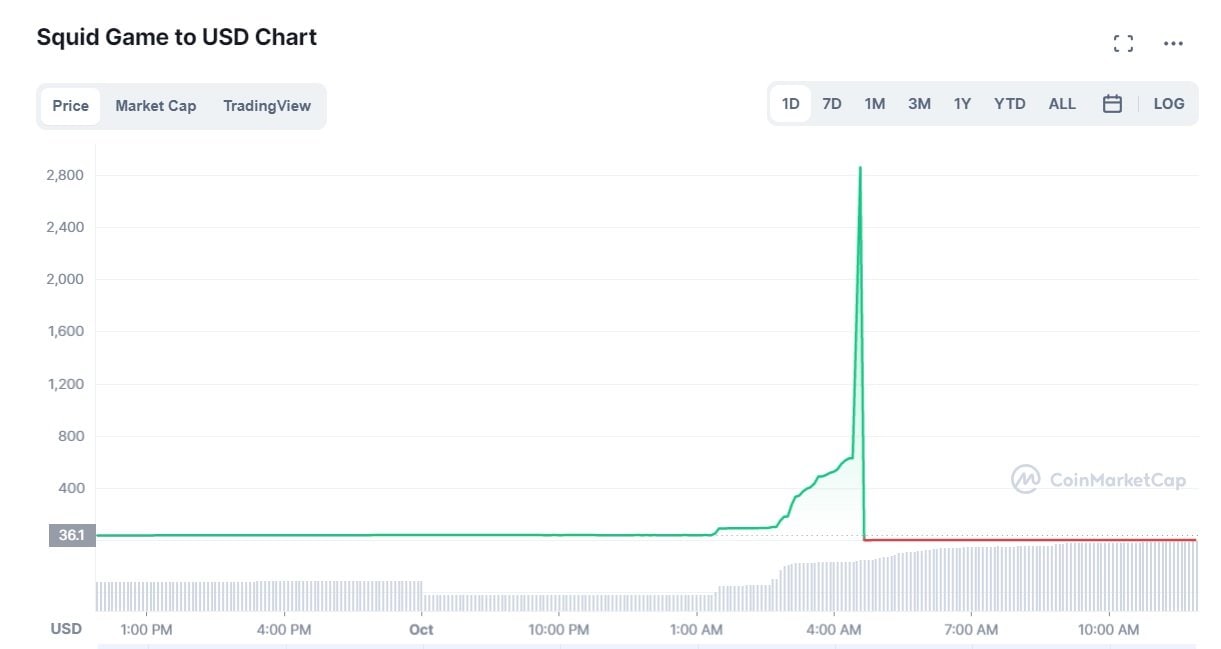 Squid Game to USD Chart
Price Market Cap TradingView
1D 7D 1M 3M 1Y YTD ALL LOG
2,800
2,400
2,000
1,600
1,200
800
400
CoinMarketCap
36.1
USD 1:00 PM 4:00 PM Oct 10:00 PM 1:00 AM 4:00 AM 7:00 AM 10:00 AM